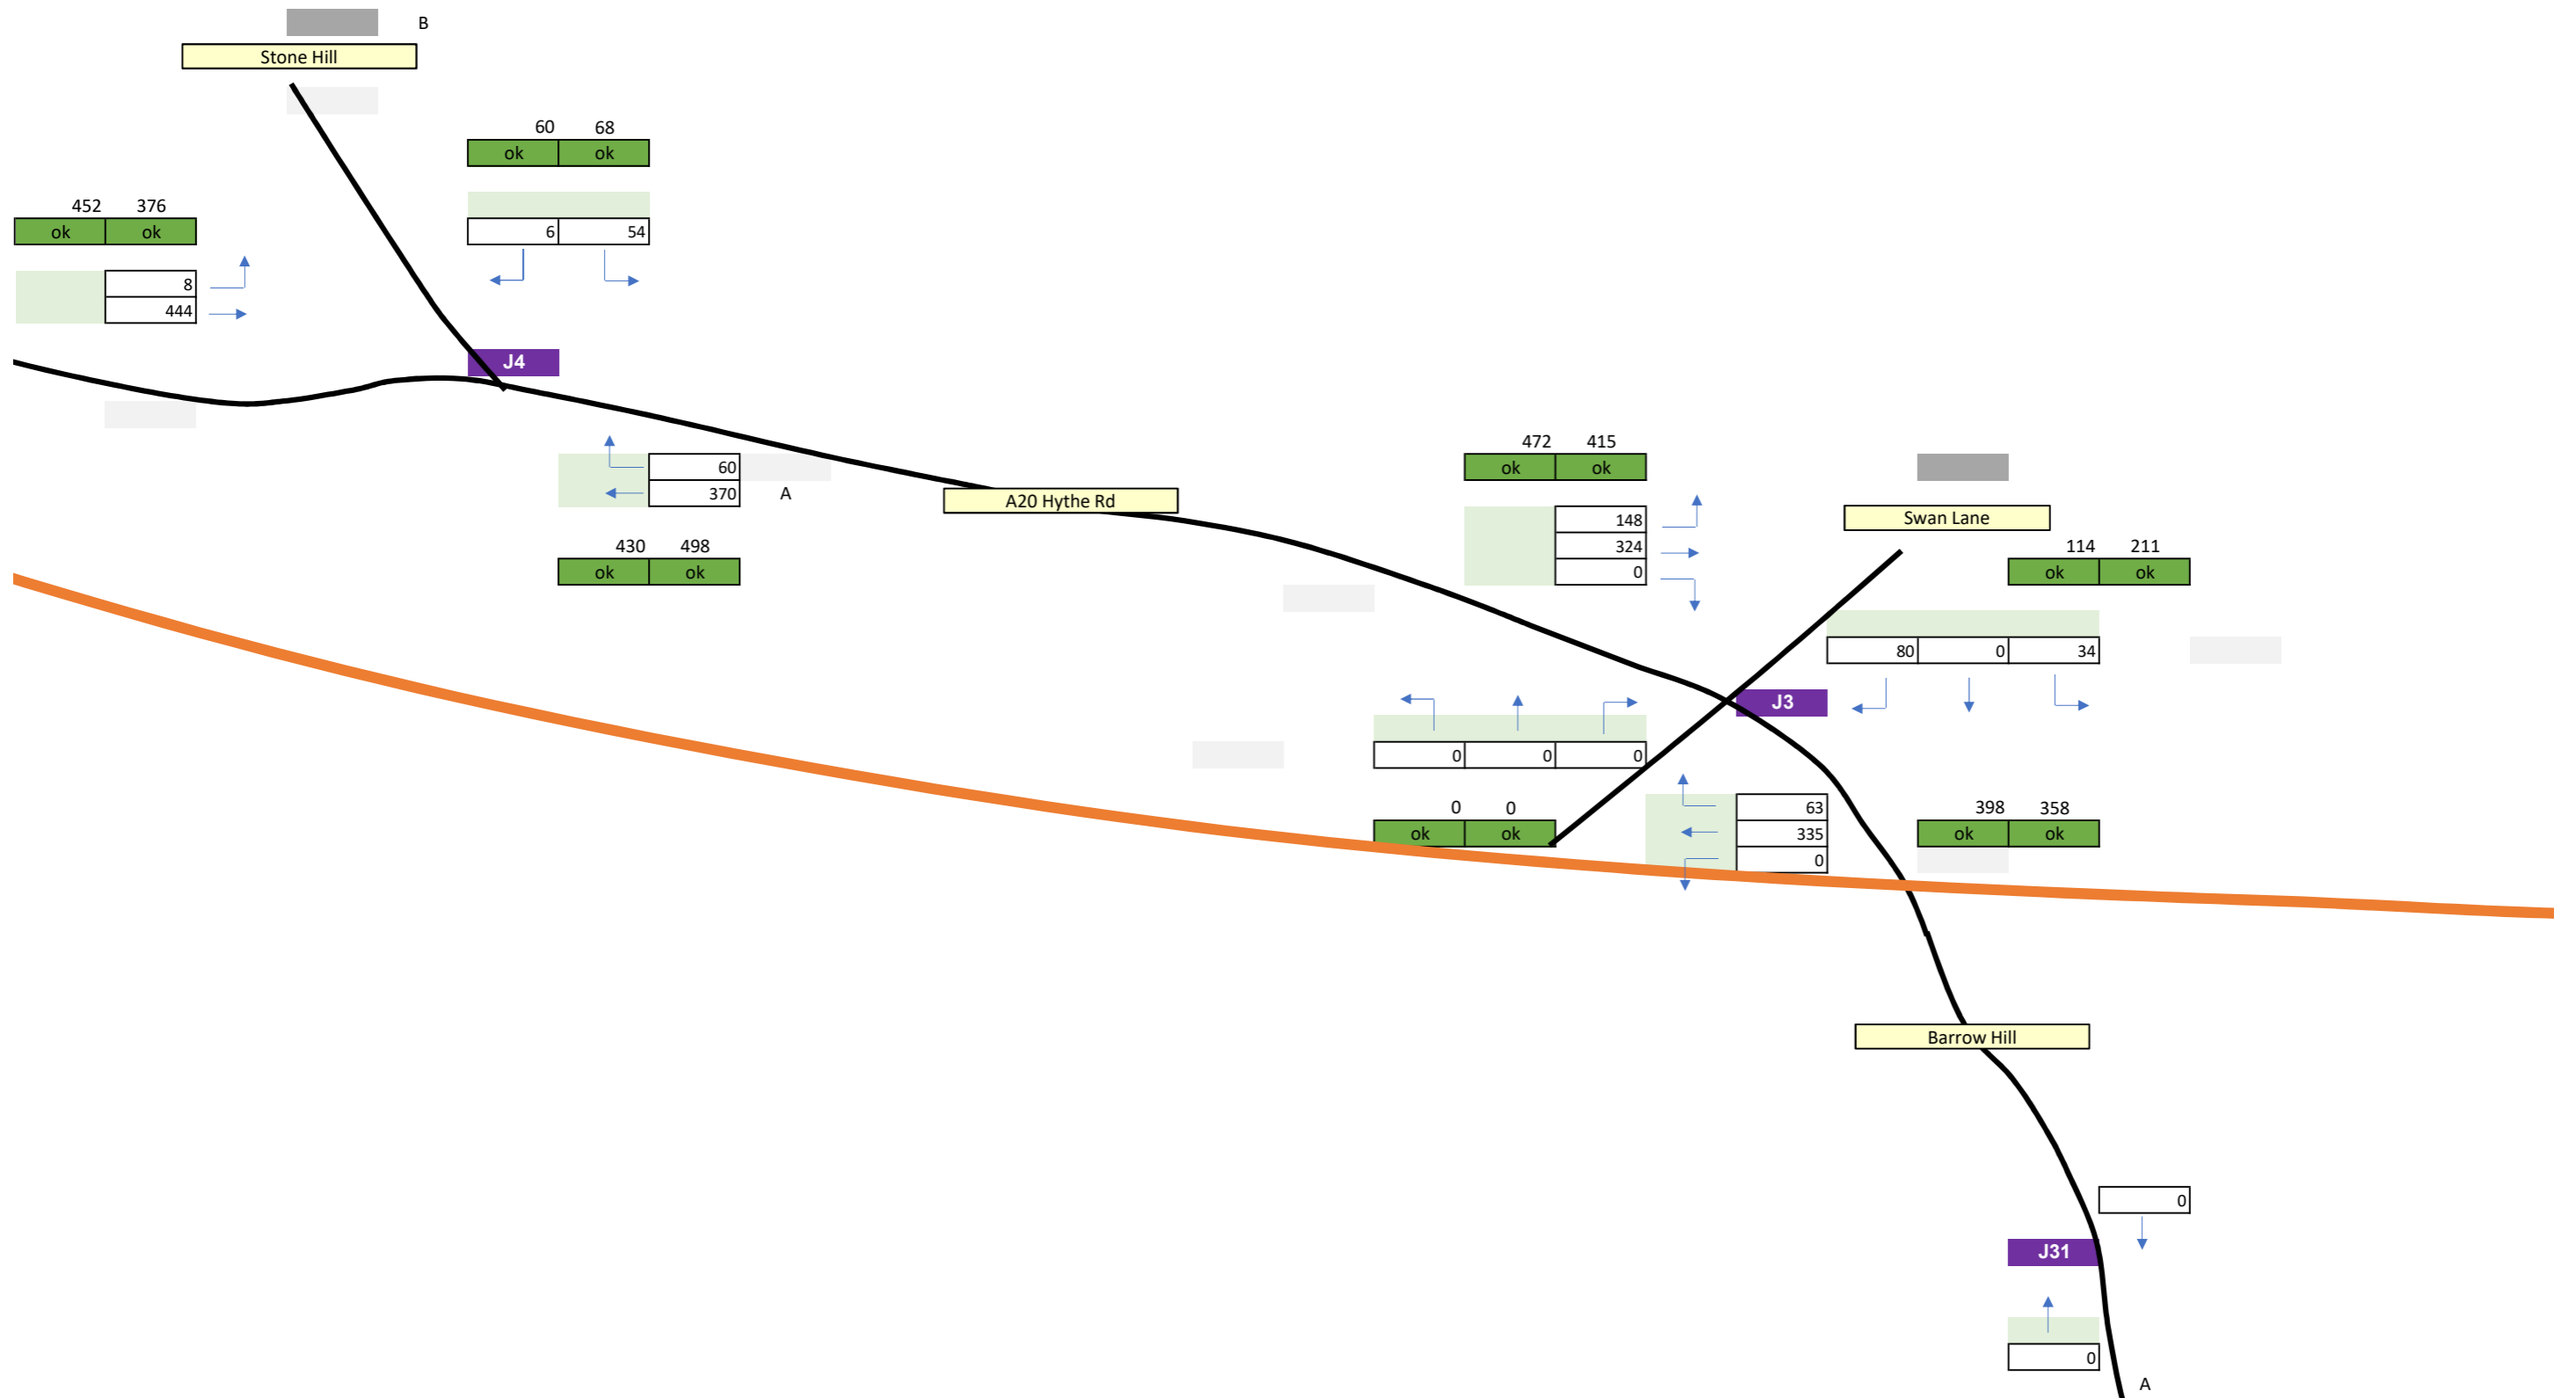 B
Stone Hill
60 68
ok ok
452 376
ok ok
6 54
8
444
J4
60
370 A
430 498
ok ok
A20 Hythe Rd
472 415
ok ok
148
324
0
Swan Lane
114 211
ok ok
80 0 34
J3
0 0 0
0 0
ok ok
63
335
0
398 358
ok ok
Barrow Hill
0
J31
0
A